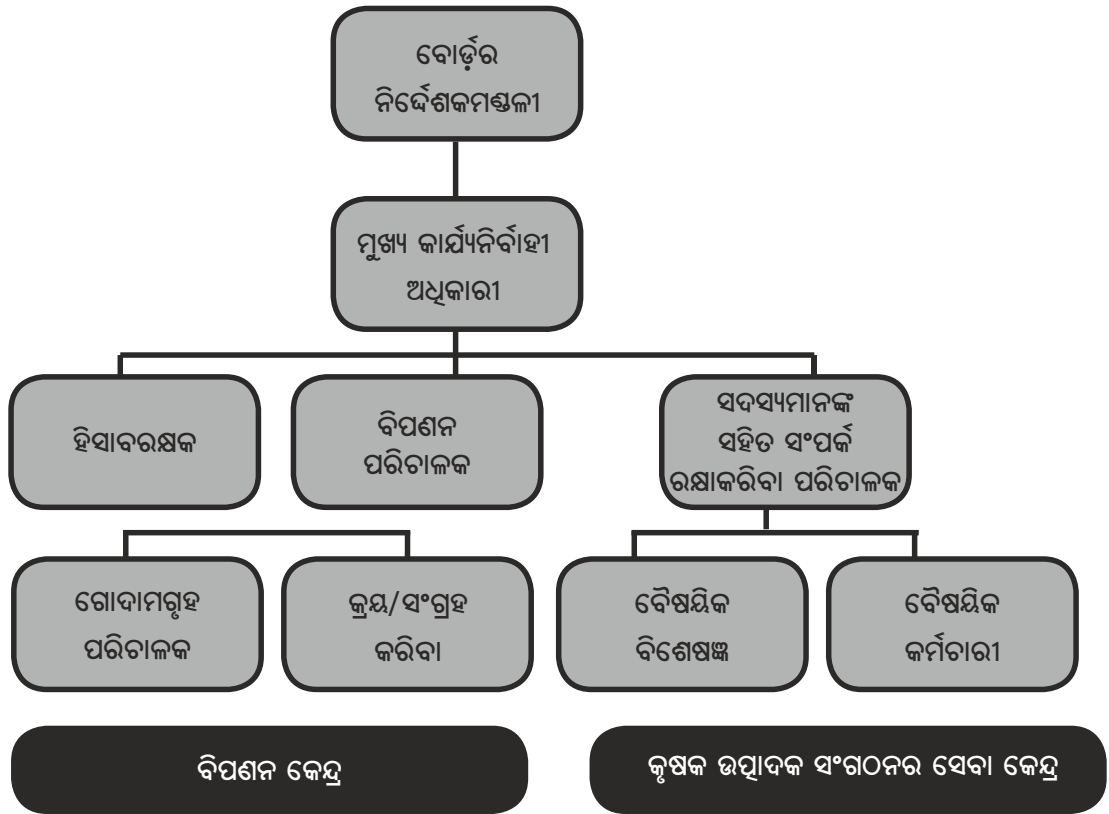 ବୋର୍ଡ଼ର
ନିର୍ଦ୍ଦେଶକମଣ୍ଡଳୀ
ମୁଖ୍ୟ କାର୍ଯ୍ୟନିର୍ବାହୀ
ଅଧିକାରୀ
ହିସାବରକ୍ଷକ
ବିପଣନ
ପରିଚାଳକ
ସଦସ୍ୟମାନଙ୍କ
ସହିତ ସଂପର୍କ
ରକ୍ଷାକରିବା ପରିଚାଳକ
ଗୋଦାମଗୃହ
ପରିଚାଳକ
କ୍ରୟ/ସଂଗ୍ରହ
କରିବା
ବୈଷୟିକ
ବିଶେଷଜ୍ଞ
ବୈଷୟିକ
କର୍ମଚାରୀ
ବିପଣନ କେନ୍ଦ୍ର
କୃଷକ ଉତ୍ପାଦକ ସଂଗଠନର ସେବା କେନ୍ଦ୍ର